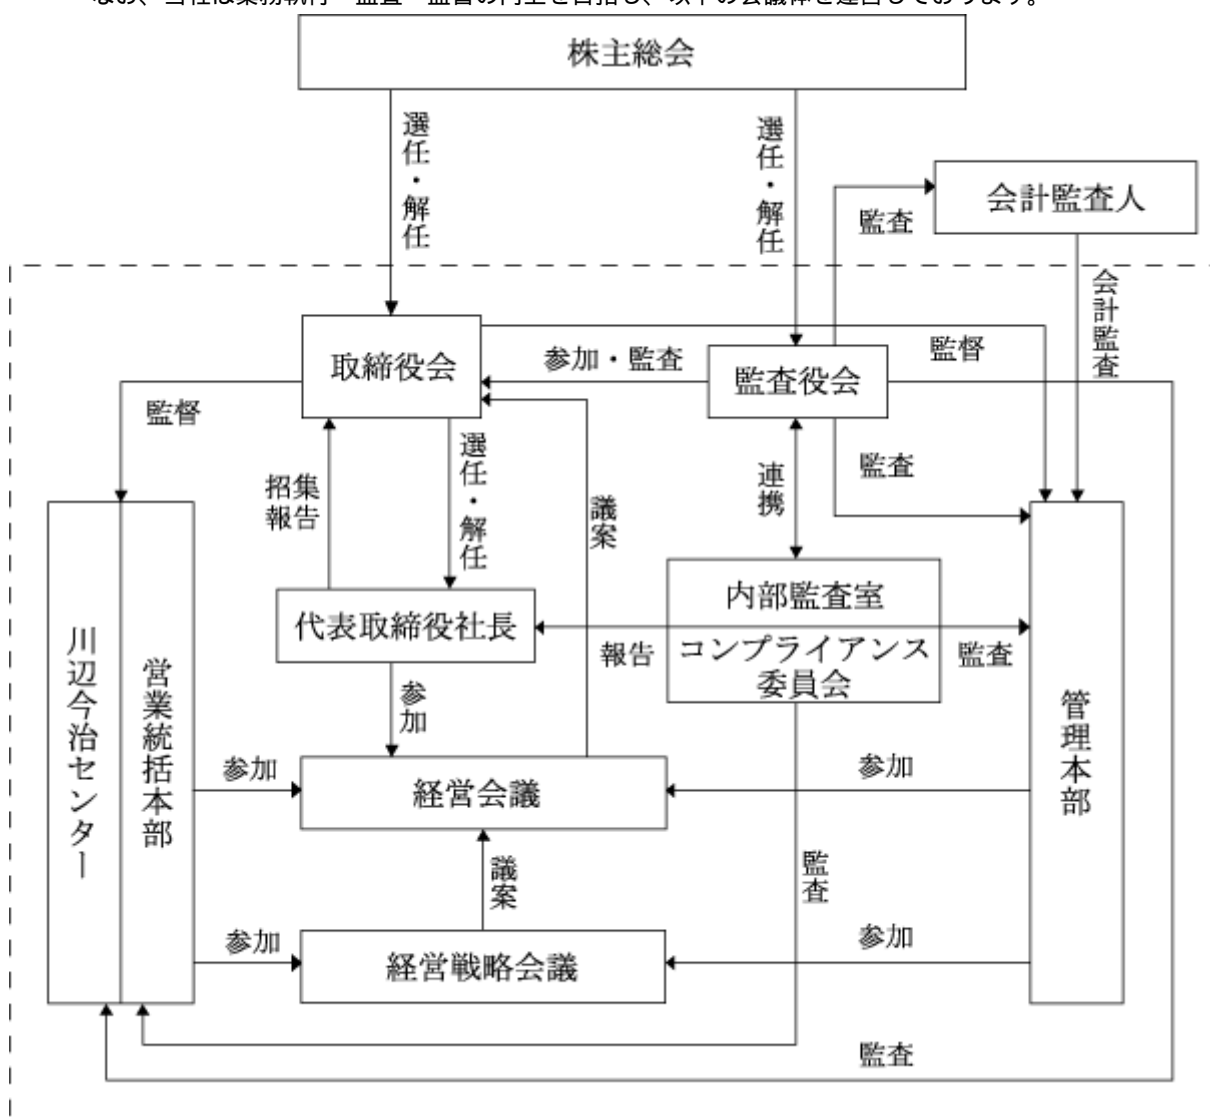 なお、当社は業務執行・監査・監督の向上を目指し、以下の会議体を運営しております。
株主総会
選任・解任
選任・解任
会計監査人
監査
会計監査
取締役会
参加・監査
監査役会
監督
監督
招集
報告
選任・解任
議案
連携
監査
代表取締役社長
報告
内部監査室
コンプライアンス
委員会
監査
川辺今治センター
営業統括本部
管理本部
参加
参加
経営会議
参加
議案
監査
参加
経営戦略会議
参加
監査